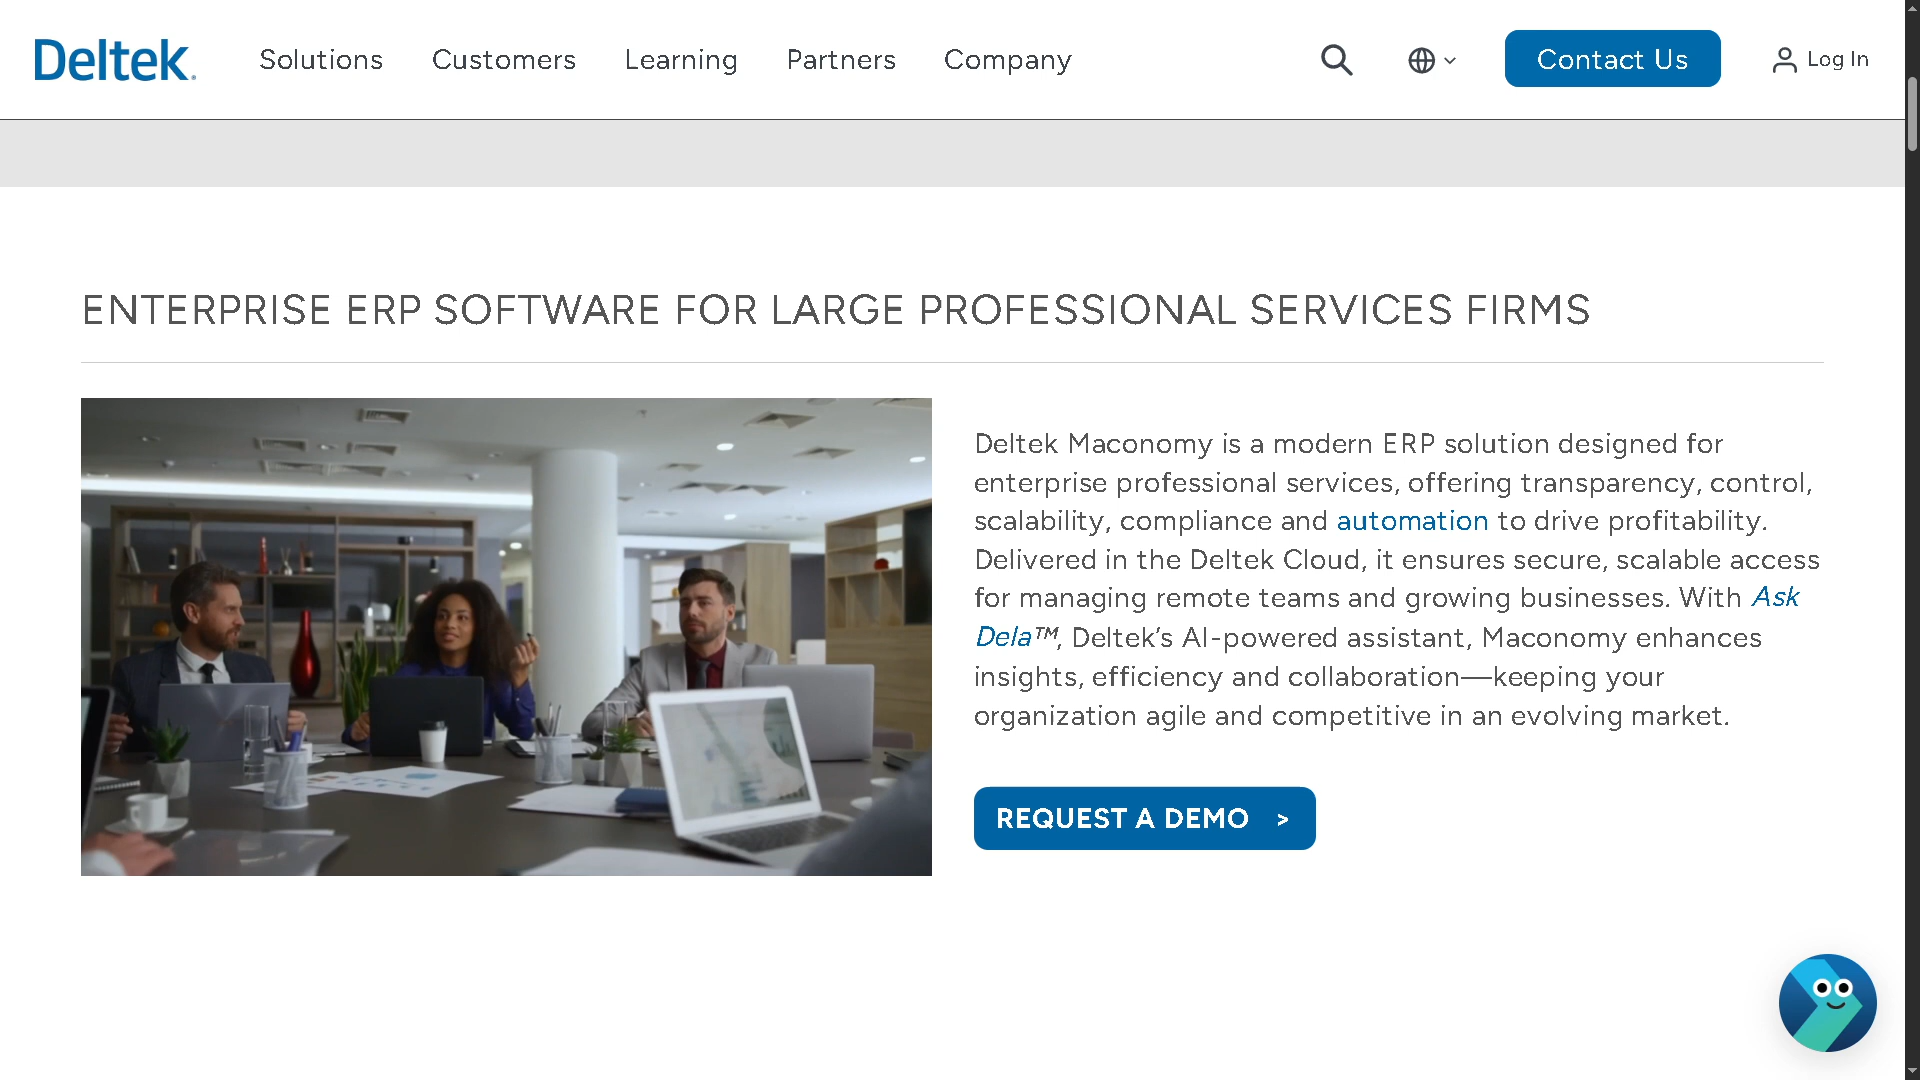 Deltek.
Solutions
Customers
Learning
Partners
Company
Contact Us
Log In
ENTERPRISE ERP SOFTWARE FOR LARGE PROFESSIONAL SERVICES FIRMS
Deltek Maconomy is a modern ERP solution designed for
enterprise professional services, offering transparency, control,
scalability, compliance and automation to drive profitability.
Delivered in the Deltek Cloud, it ensures secure, scalable access
for managing remote teams and growing businesses. With Ask
Dela™, Deltek’s AI-powered assistant, Maconomy enhances
insights, efficiency and collaboration—keeping your
organization agile and competitive in an evolving market.
REQUEST A DEMO >